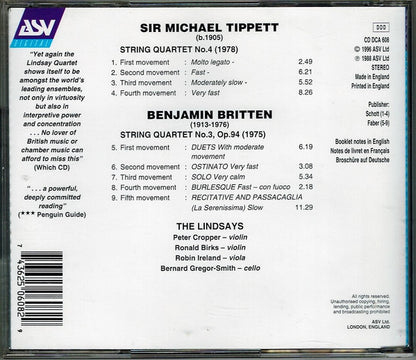 ASV
DIGITAL
"Yet again the
Lindsay Quartet
shows itself to be
amongst the world's
leading ensembles,
not only in virtuosity
but also in
interpretive power
and concentration
. . . No lover of
British music or
chamber music can
afford to miss this"
(Which CD)
". . . a powerful,
deeply committed
reading"
(*** Penguin Guide)
7 43625 06082 9
SIR MICHAEL TIPPETT
(b.1905)
STRING QUARTET No.4 (1978)
1. First movement - Molto legato - 2.49
2. Second movement - Fast - 6.21
3. Third movement - Moderately slow - 5.52
4. Fourth movement - Very fast 8.26
BENJAMIN BRITTEN
(1913-1976)
STRING QUARTET No.3, Op.94 (1975)
5. First movement - DUETS With moderate movement 6.19
6. Second movement - OSTINATO Very fast 3.08
7. Third movement - SOLO Very calm 5.34
8. Fourth movement - BURLESQUE Fast – con fuoco 2.18
9. Fifth movement - RECITATIVE AND PASSACAGLIA
(La Serenissima) Slow 11.29
THE LINDSAYS
Peter Cropper – violin
Ronald Birks – violin
Robin Ireland – viola
Bernard Gregor-Smith – cello
DDD
CD DCA 608
© 1996 ASV Ltd
℗ 1988 ASV Ltd
STEREO
Made in England
Printed in England
Publisher:
Schott (1-4)
Faber (5-9)
Booklet notes in English
Notes de livret en Français
Broschüre auf Deutsche
All rights reserved.
Unauthorised copying, hiring,
lending, public performance
and broadcasting prohibited
ASV Ltd.
LONDON, ENGLAND